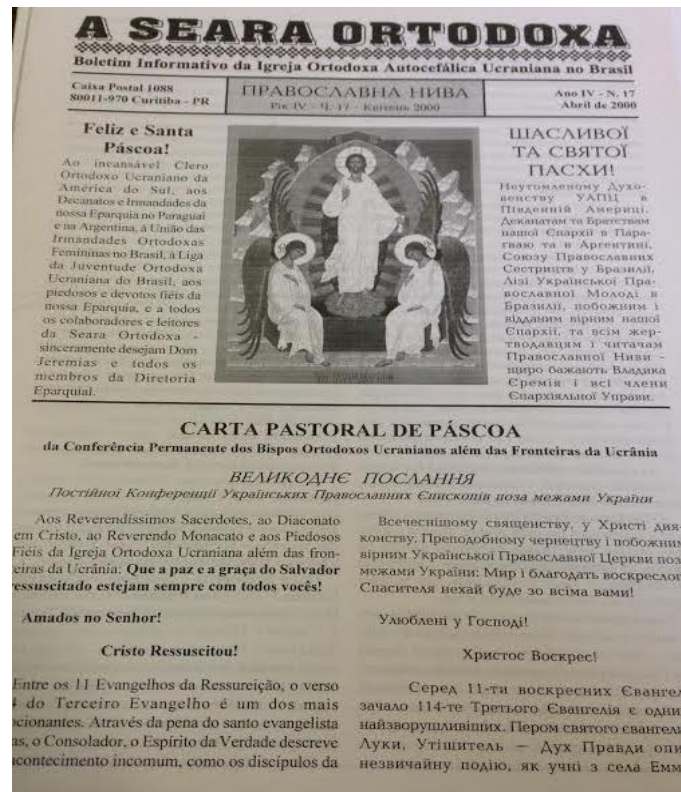 A SEARA ORTODOXA
Boletim Informativo da Igreja Ortodoxa Autocefálica Ucraniana no Brasil
Caixa Postal 1088
80011-970 Curitiba - PR
ПРАВОСЛАВНА НИВА
Рік IV - Ч. 17 - Квітень 2000
Ano IV - N. 17
Abril de 2000
Feliz e Santa
Páscoa!
Ao incansável Clero
Ortodoxo Ucraniano da
América do Sul, aos
Decanatos e Irmandades da
nossa Eparquia no Paraguai
e na Argentina, á União das
Irmandades Ortodoxas
Femininas no Brasil, à Liga
da Juventude Ortodoxa
Ucraniana do Brasil, aos
piedosos e devotos fiéis da
nossa Eparquia, e a todos
os colaboradores e leitores
da Seara Ortodoxa -
sinceramente desejam Dom
Jeremias e todos os
membros da Diretoria
Eparquial.
ШАСЛИВОЇ
ТА СВЯТОЇ
ПАСХИ!
Неутомленому Духо-
венству УАПЦ в
Південній Америці,
Деканатам та Братствам
нашої Єпархії в Пара-
гваю та в Аргентині,
Союзу Православних
Сестрицтв у Бразилії,
Лізі Української Пра-
вославної Молоді в
Бразилії, побожним і
відданим вірним нашої
Єпархії, та всім жер-
тводавцям і читачам
Православної Ниви -
щиро бажають Владика
Єремія і всі члени
Єпархіяльної Управи.
CARTA PASTORAL DE PÁSCOA
da Conferência Permanente dos Bispos Ortodoxos Ucranianos além das Fronteiras da Ucrânia
ВЕЛИКОДНЄ ПОСЛАННЯ
Постійної Конференції Українських Православних Єпископів поза межами України
Aos Reverendíssimos Sacerdotes, ao Diaconato
em Cristo, ao Reverendo Monacato e aos Piedosos
Fiéis da Igreja Ortodoxa Ucraniana além das fron-
eiras da Ucrânia: Que a paz e a graça do Salvador
ressuscitado estejam sempre com todos vocês!
Amados no Senhor!
Cristo Ressuscitou!
Entre os 11 Evangelhos da Ressureição, o verso
do Terceiro Evangelho é um dos mais
ocionantes. Através da pena do santo evangelista
as, o Consolador, o Espírito da Verdade descreve
acontecimento incomum, como os discípulos da
Всечеснішому священству, у Христі дия-
конству, Преподобному чернецтву і побожним
вірним Української Православної Церкви поз
межами України: Мир і благодать воскреслог
Спасителя нехай буде зо всіма вами!
Улюблені у Господі!
Христос Воскрес!
Серед 11-ти воскресних Євангел
зачало 114-те Третього Євангелія є одни
найзворушливіших. Пером святого євангели
Луки, Утішитель – Дух Правди опи
незвичайну подію, як учні з села Емм